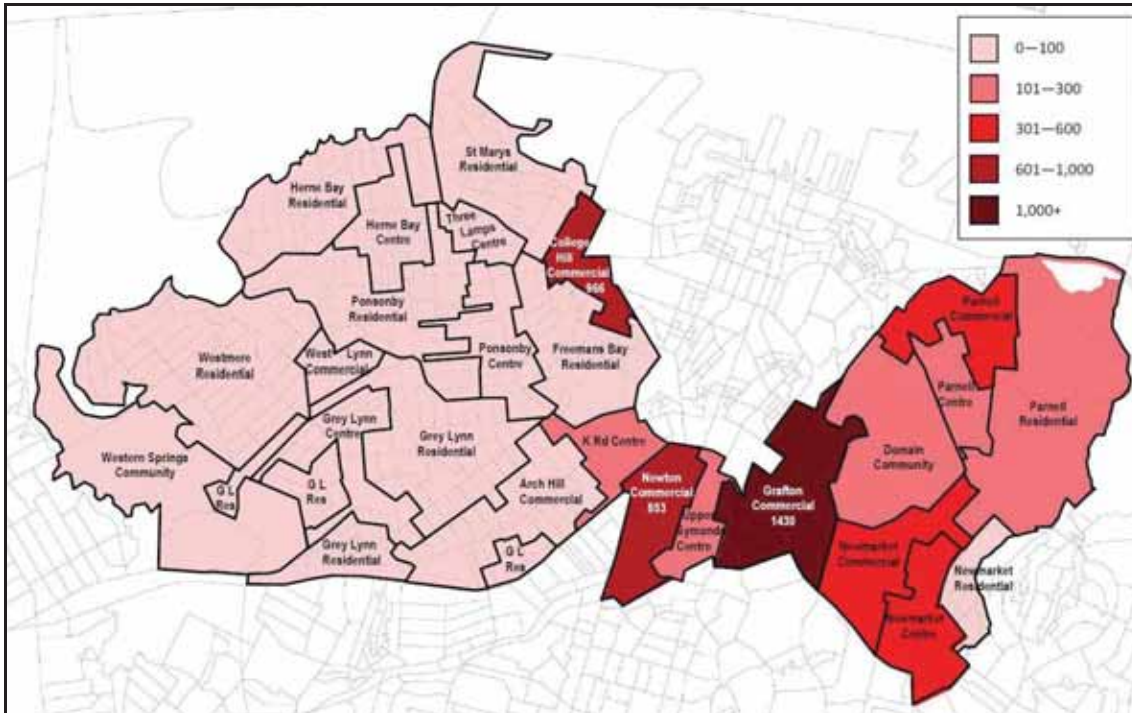 0—100
101—300
301—600
601—1,000
1,000+
St Marys
Residential
Herne Bay
Residential
Herne Bay
Centre
Three
Lamps
Centre
College
Hill
Commercial
966
Ponsonby
Residential
Westmere
Residential
West Lynn
Commercial
Ponsonby
Centre
Freemans Bay
Residential
Parnell
Commercial
Parnell
Centre
Parnell
Residential
Grey Lynn
Centre
Grey Lynn
Residential
K Rd Centre
Domain
Community
Western Springs
Community
G L
Res
G L
Res
Arch Hill
Commercial
Newton
Commercial
Grafton
Commercial
1430
Upper
Symonds
Centre
Grey Lynn
Residential
G L
Res
Newmarket
Commercial
Newmarket
Residential
Newmarket
Centre